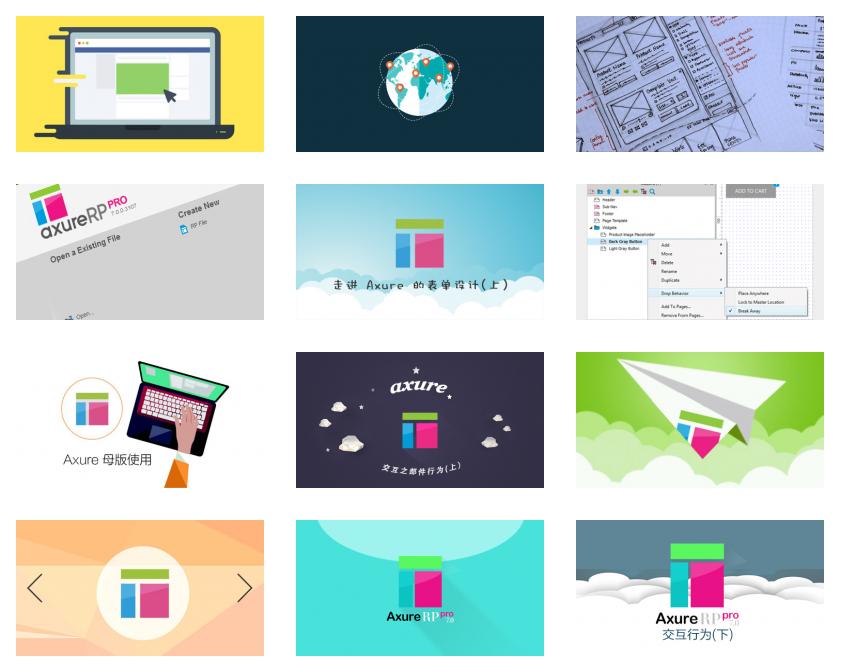 axureRP PRO
7.0.0.3107
Create New
RP File
Open a Existing File
Open...
走进 Axure 的表单设计(上)
ADD TO CART
Header
Sub-Nav
Footer
Page Template
Widgets
Product Image Placeholder
Dark Gray Button
Light Gray Button
Add
Move
Delete
Rename
Duplicate
Drop Behavior
Add To Pages...
Remove From Pages...
Place Anywhere
Lock to Master Location
Break Away
Axure 母版使用
axure
交互之部件行为(上)
Axure RP pro
7.0
Axure RP pro
7.0
交互行为(下)